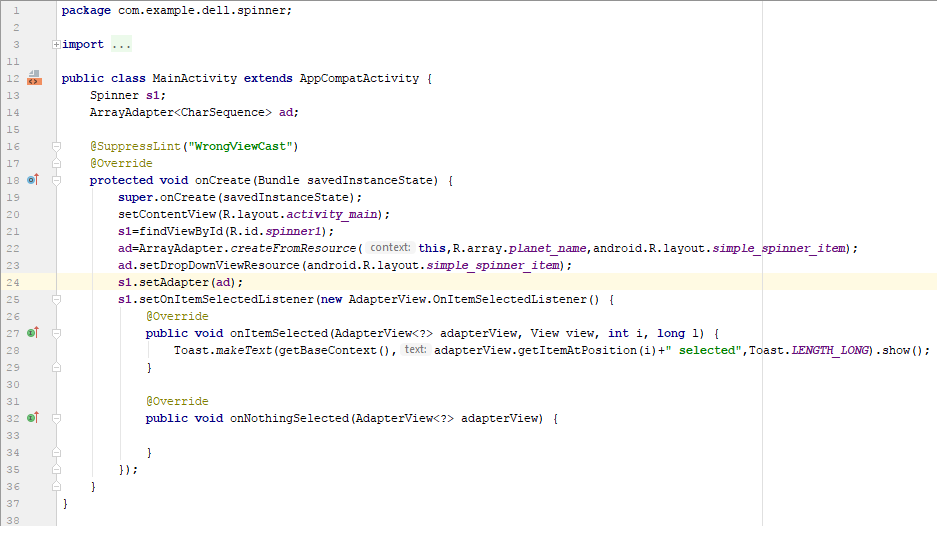 1 package com.example.dell.spinner;
2
3 import ...
11
12 public class MainActivity extends AppCompatActivity {
13 Spinner s1;
14 ArrayAdapter<CharSequence> ad;
15
16 @SuppressLint("WrongViewCast")
17 @Override
18 protected void onCreate(Bundle savedInstanceState) {
19 super.onCreate(savedInstanceState);
20 setContentView(R.layout.activity_main);
21 s1=findViewById(R.id.spinner1);
22 ad=ArrayAdapter.createFromResource( context: this,R.array.planet_name,android.R.layout.simple_spinner_item);
23 ad.setDropDownViewResource(android.R.layout.simple_spinner_item);
24 s1.setAdapter(ad);
25 s1.setOnItemSelectedListener(new AdapterView.OnItemSelectedListener() {
26 @Override
27 public void onItemSelected(AdapterView<?> adapterView, View view, int i, long l) {
28 Toast.makeText(getBaseContext(), text: adapterView.getItemAtPosition(i)+" selected",Toast.LENGTH_LONG).show();
29 }
30
31 @Override
32 public void onNothingSelected(AdapterView<?> adapterView) {
33
34 }
35 });
36 }
37 }
38